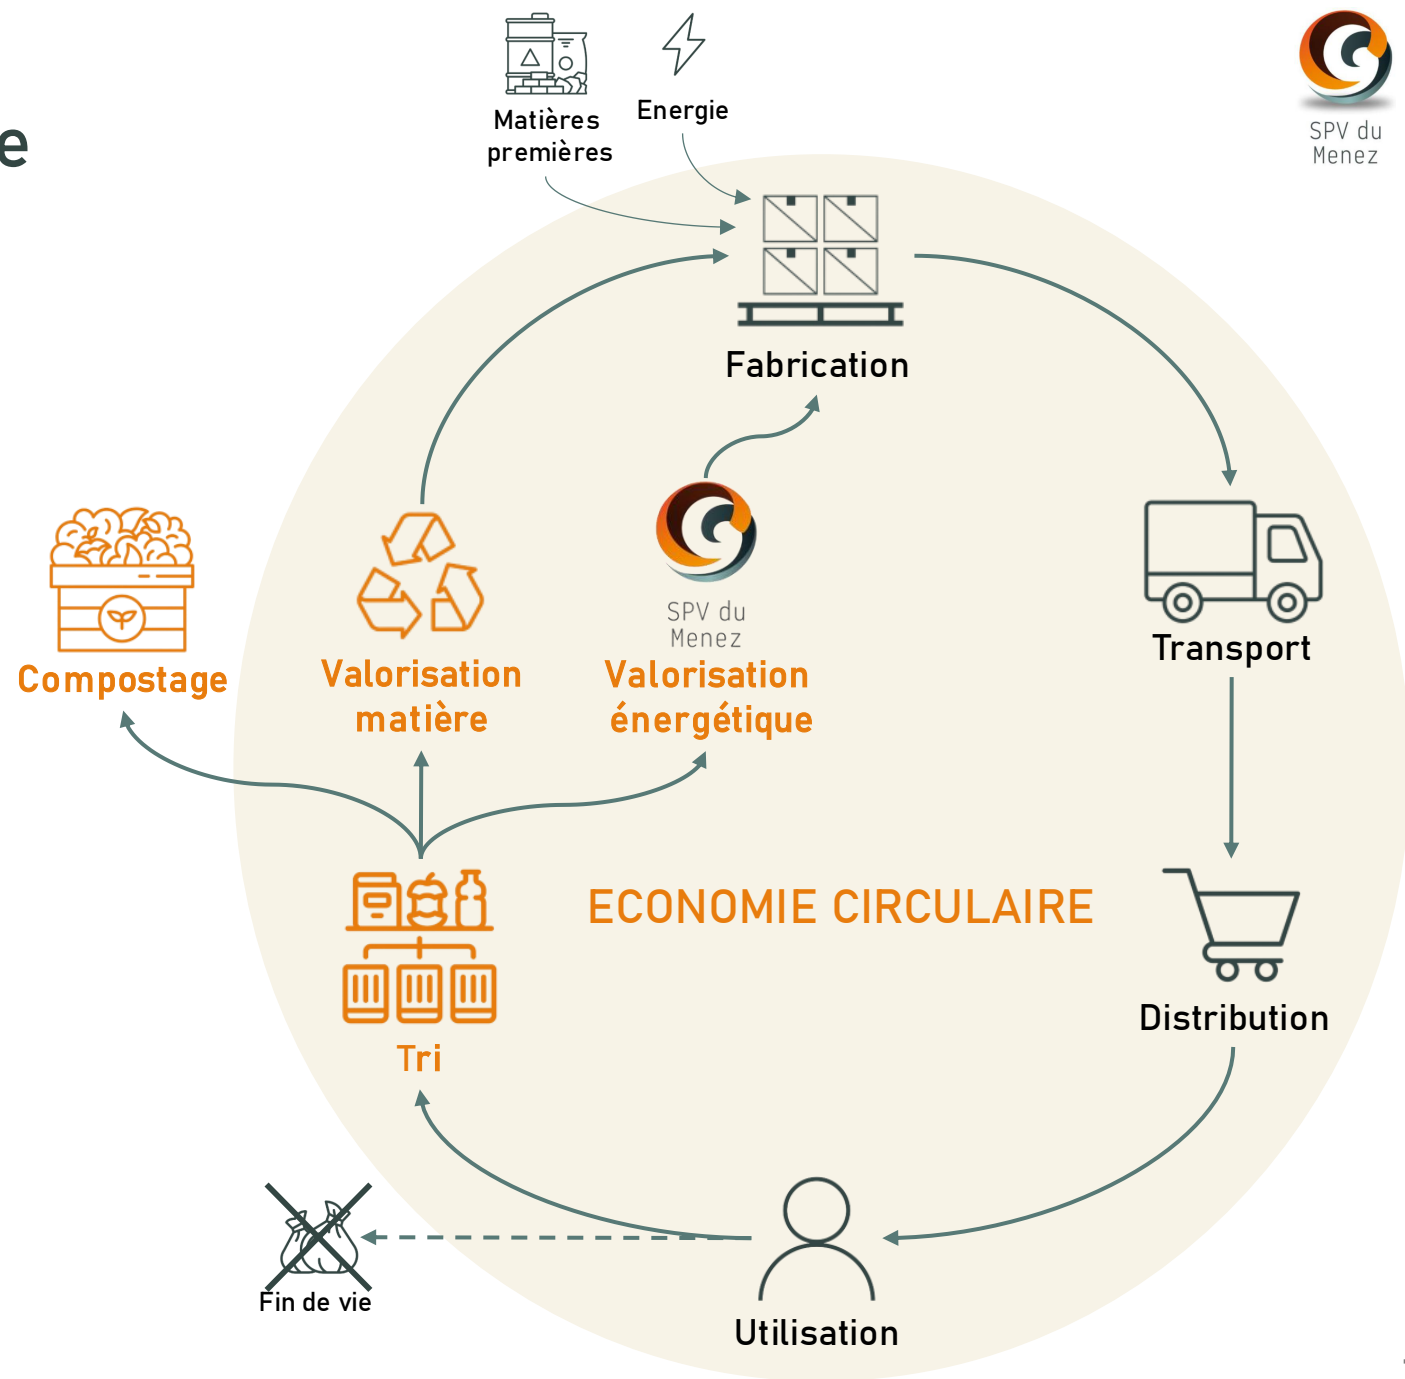 Matières
premières
Energie
SPV du
Menez
Fabrication
Compostage
Valorisation
matière
SPV du
Menez
Valorisation
énergétique
Transport
ECONOMIE CIRCULAIRE
Tri
Distribution
Fin de vie
Utilisation